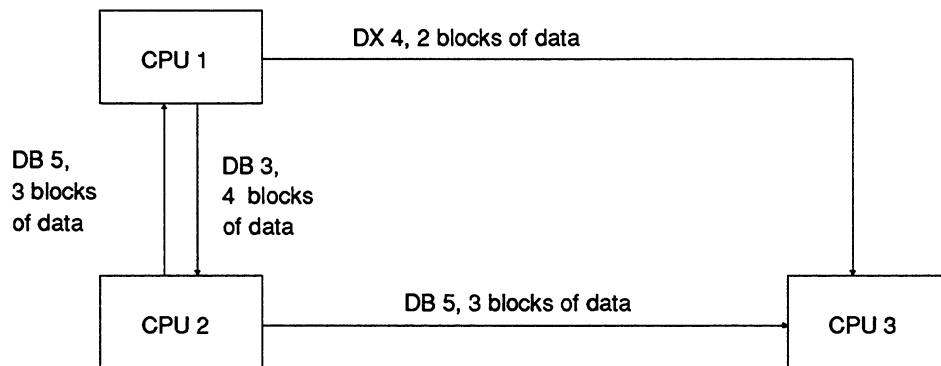 CPU 1
DX 4, 2 blocks of data
DB 5,
3 blocks
of data
DB 3,
4 blocks
of data
CPU 2
DB 5, 3 blocks of data
CPU 3